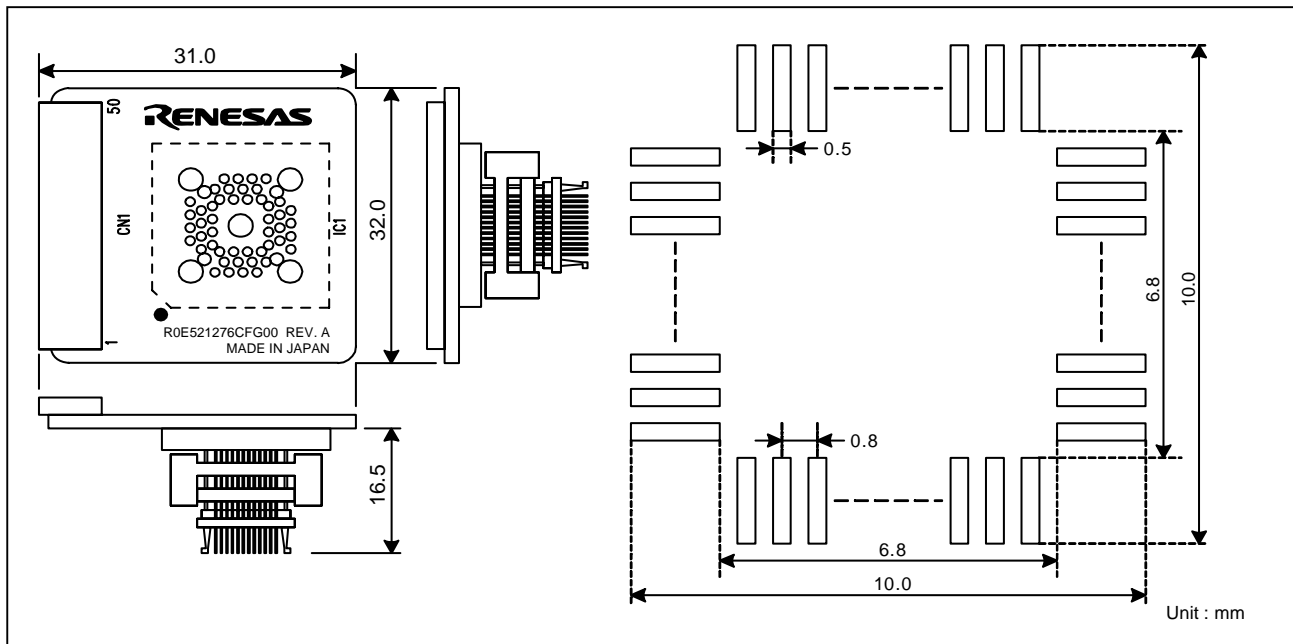 31.0
50
RENESAS
CN1
IC1
32.0
1
R0E521276CFG00 REV. A
MADE IN JAPAN
16.5
0.5
6.8
10.0
0.8
6.8
10.0
Unit : mm